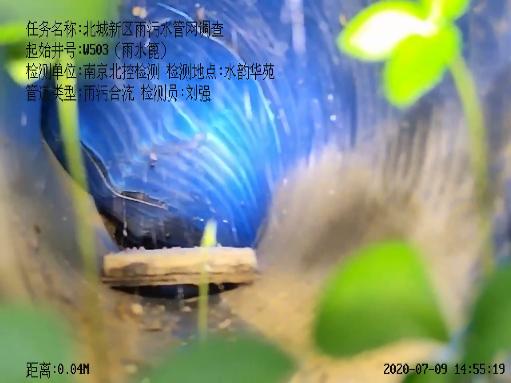 任务名称:北城新区雨污水管网调查
起始井号:W503(雨水篦)
检测单位:南京北控检测 检测地点:水韵华苑
管道类型:雨污合流 检测员:刘强
距离:0.04M
2020-07-09 14:55:19